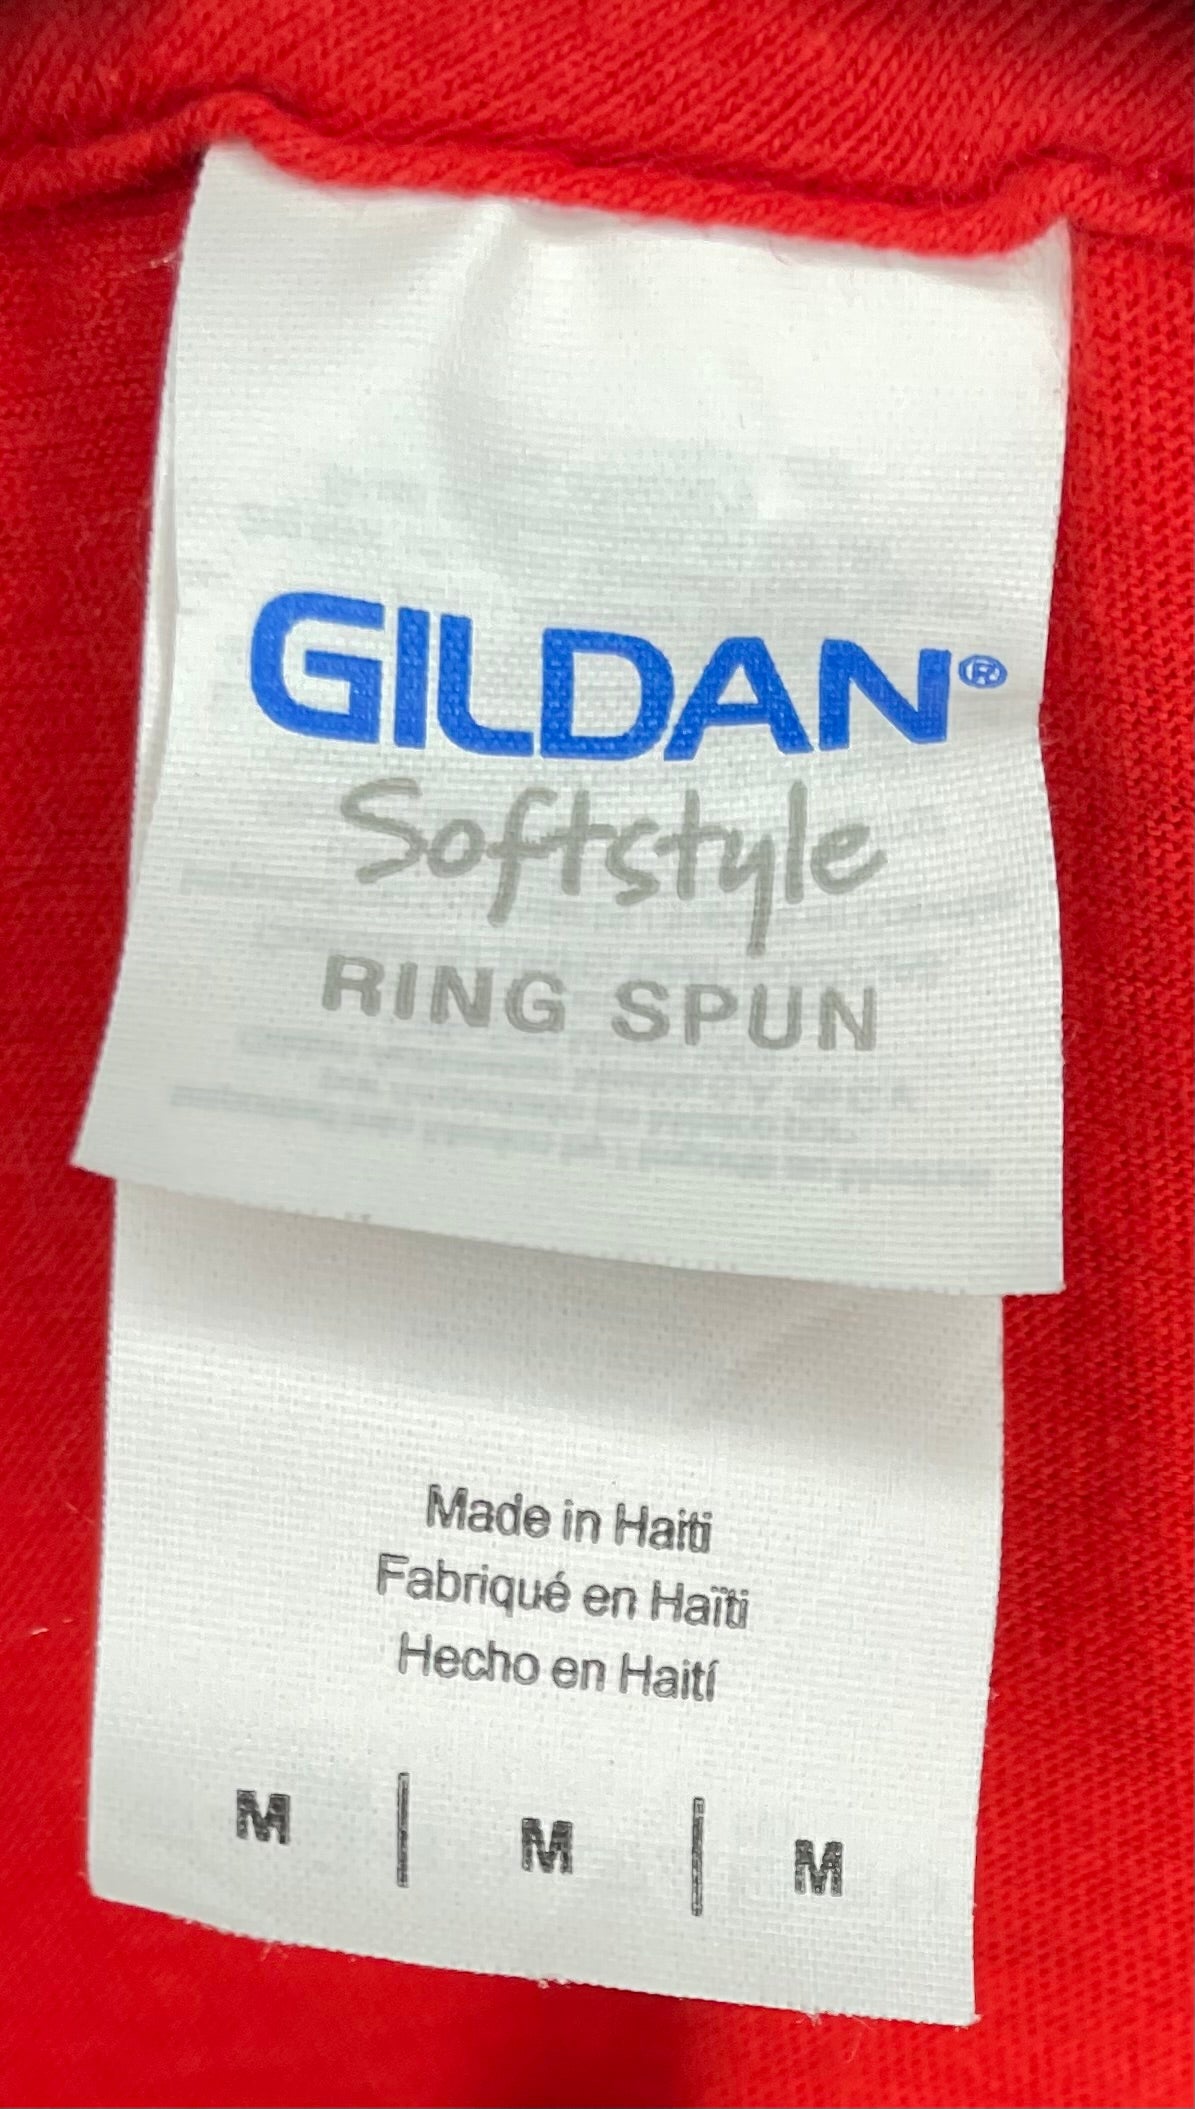 GILDAN®
Softstyle
RING SPUN
Made in Haiti
Fabriqué en Haïti
Hecho en Haití
M | M | M